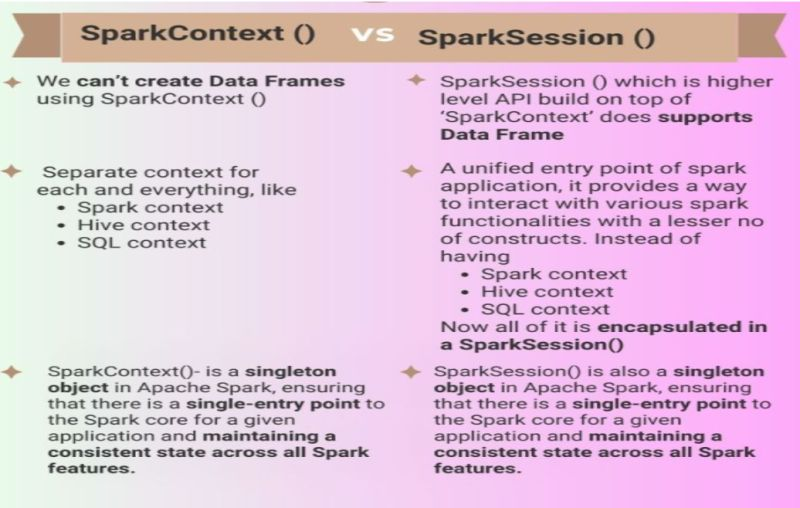 SparkContext () vs SparkSession ()
We can't create Data Frames
using SparkContext ()
Separate context for
each and everything, like
• Spark context
• Hive context
• SQL context
SparkContext()- is a singleton
object in Apache Spark, ensuring
that there is a single-entry point to
the Spark core for a given
application and maintaining a
consistent state across all Spark
features.
SparkSession () which is higher
level API build on top of
‘SparkContext’ does supports
Data Frame
A unified entry point of spark
application, it provides a way
to interact with various spark
functionalities with a lesser no
of constructs. Instead of
having
• Spark context
• Hive context
• SQL context
Now all of it is encapsulated in
a SparkSession()
SparkSession() is also a singleton
object in Apache Spark, ensuring
that there is a single-entry point to
the Spark core for a given
application and maintaining a
consistent state across all Spark
features.